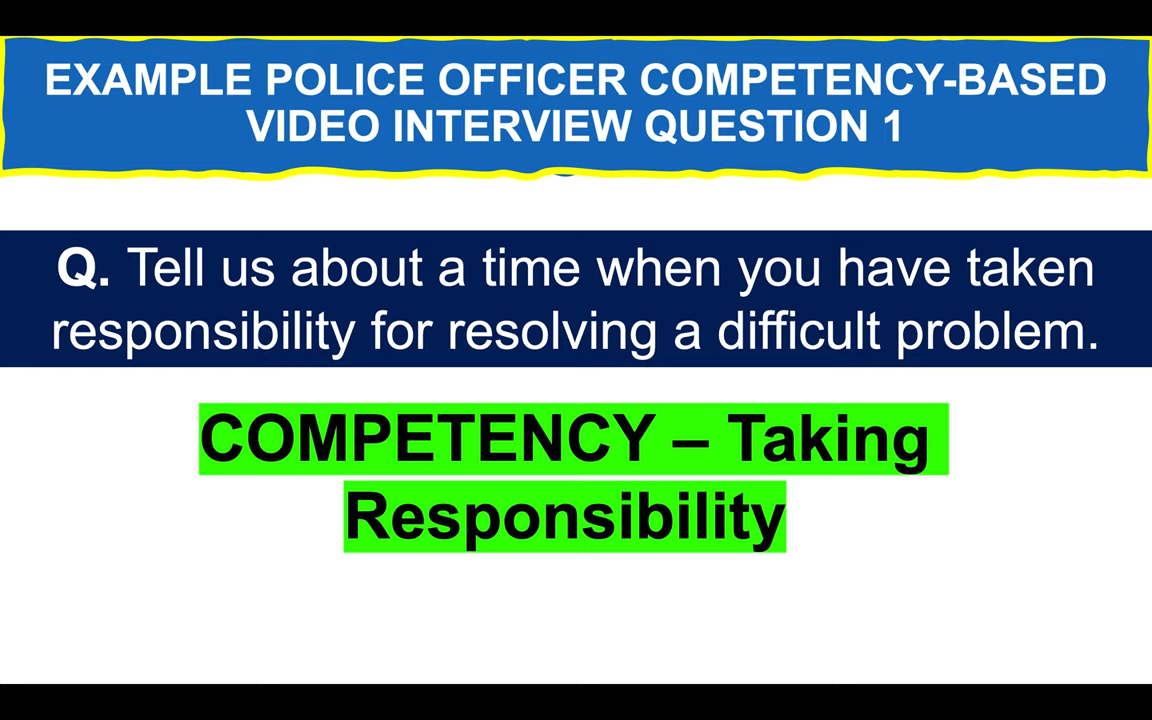 EXAMPLE POLICE OFFICER COMPETENCY-BASED
VIDEO INTERVIEW QUESTION 1
Q. Tell us about a time when you have taken
responsibility for resolving a difficult problem.
COMPETENCY – Taking
Responsibility